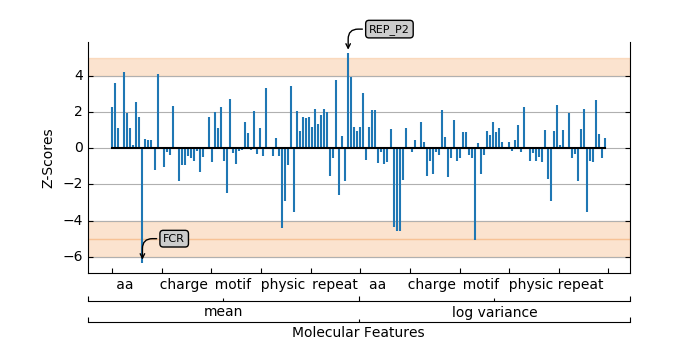 REP_P2
4
2
0
−2
−4
−6
Z-Scores
FCR
aa charge motif physic repeat aa charge motif physic repeat
mean log variance
Molecular Features